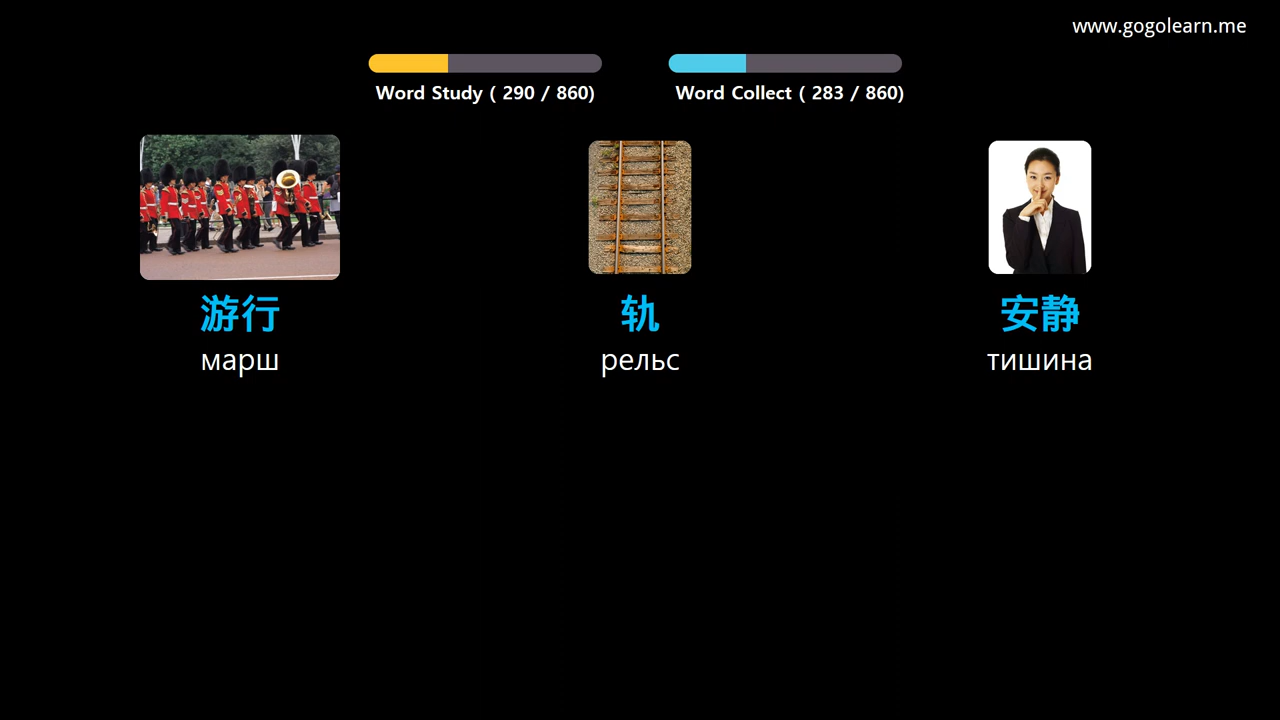 www.gogolearn.me
Word Study ( 290 / 860)
Word Collect ( 283 / 860)
游行
марш
轨
рельс
安静
тишина